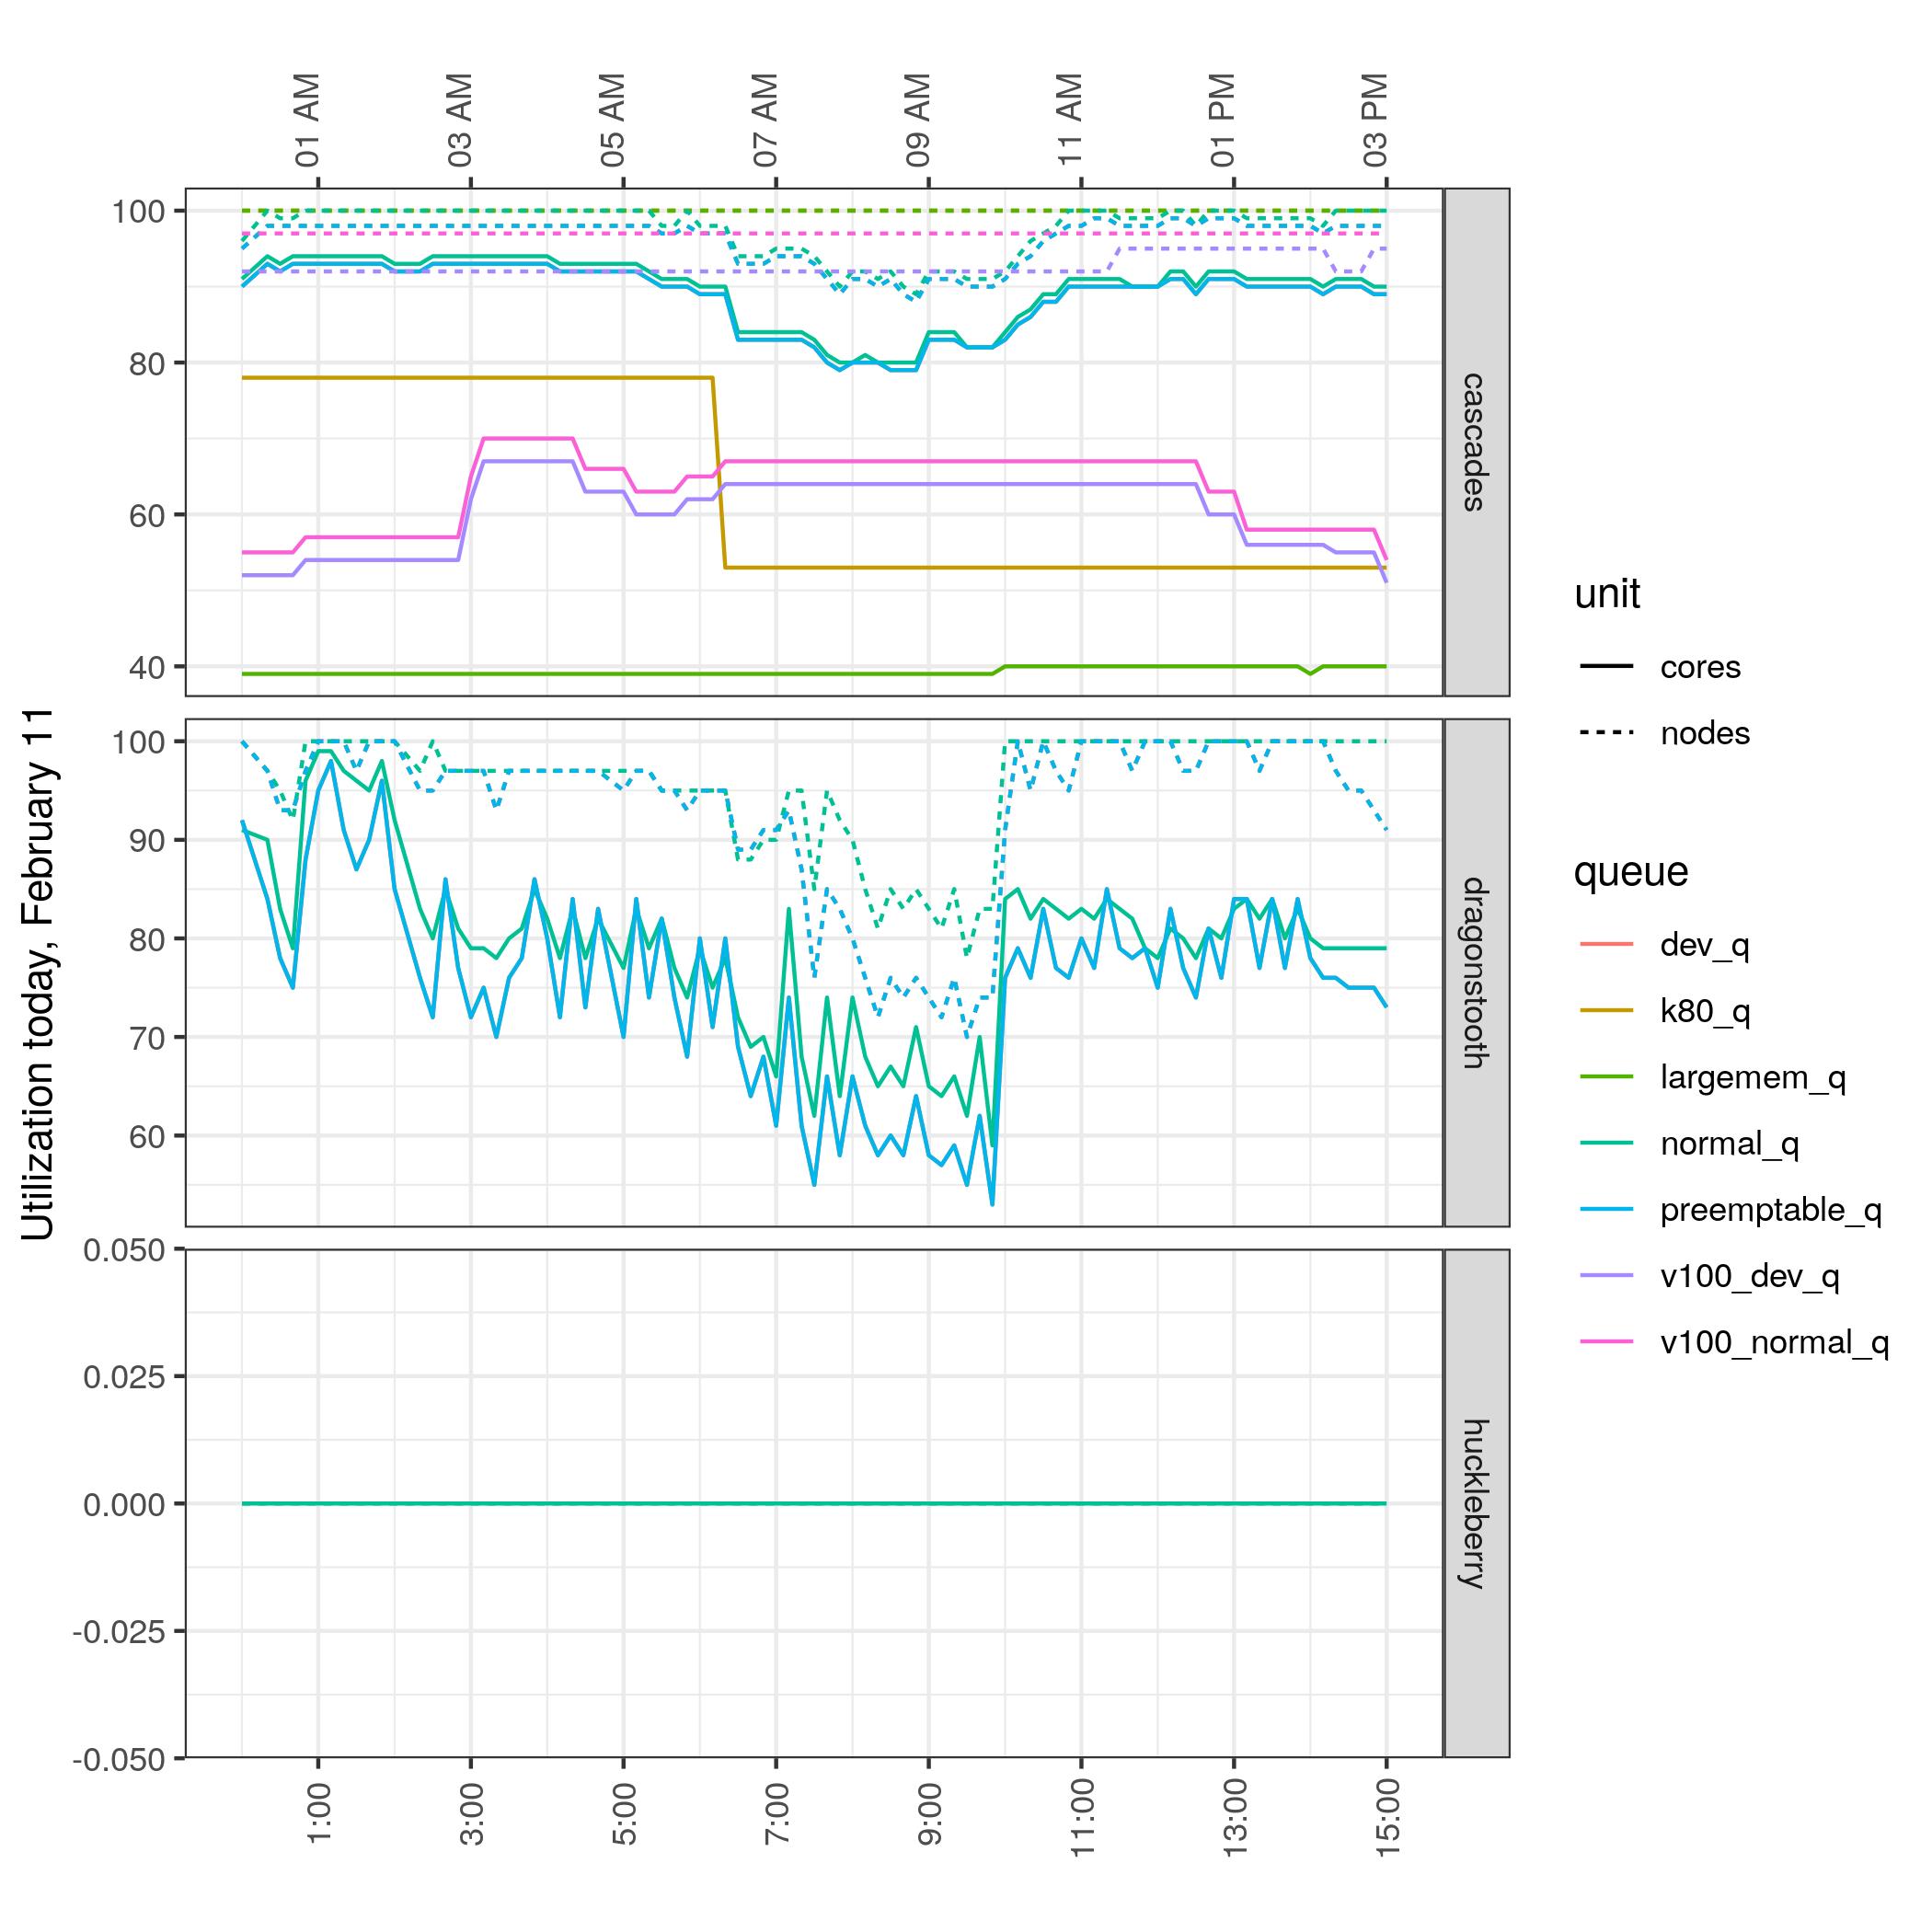 01 AM
03 AM
05 AM
07 AM
09 AM
11 AM
01 PM
03 PM
Utilization today, February 11
100
80
60
40
cascades
100
90
80
70
60
dragonstooth
0.050
0.025
0.000
-0.025
-0.050
huckleberry
1:00
3:00
5:00
7:00
9:00
11:00
13:00
15:00
unit
cores
nodes
queue
dev_q
k80_q
largemem_q
normal_q
preemptable_q
v100_dev_q
v100_normal_q